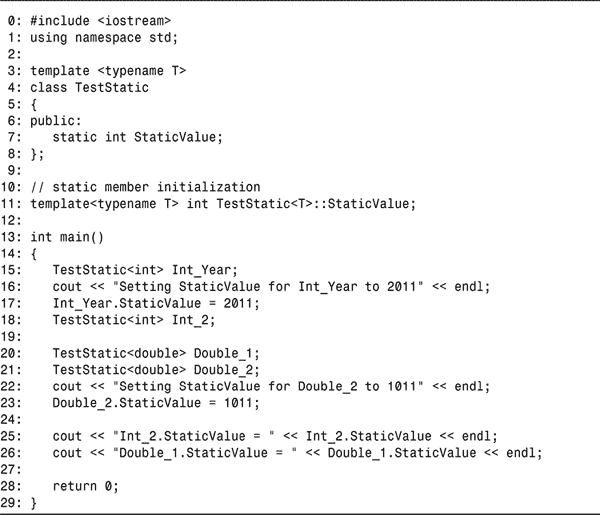 0: #include <iostream>
1: using namespace std;
2:
3: template <typename T>
4: class TestStatic
5: {
6: public:
7:    static int StaticValue;
8: };
9:
10: // static member initialization
11: template<typename T> int TestStatic<T>::StaticValue;
12:
13: int main()
14: {
15:    TestStatic<int> Int_Year;
16:    cout << "Setting StaticValue for Int_Year to 2011" << endl;
17:    Int_Year.StaticValue = 2011;
18:    TestStatic<int> Int_2;
19:
20:    TestStatic<double> Double_1;
21:    TestStatic<double> Double_2;
22:    cout << "Setting StaticValue for Double_2 to 1011" << endl;
23:    Double_2.StaticValue = 1011;
24:
25:    cout << "Int_2.StaticValue = " << Int_2.StaticValue << endl;
26:    cout << "Double_1.StaticValue = " << Double_1.StaticValue << endl;
27:
28:    return 0;
29: }